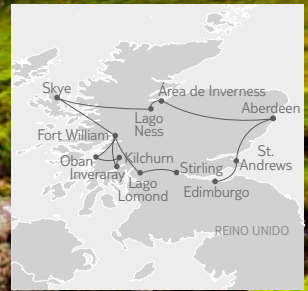 Skye
Área de Inverness
Lago
Ness
Aberdeen
Fort William
Oban
Kilchurn
Inveraray
Lago
Lomond
Stirling
St.
Andrews
Edimburgo
REINO UNIDO